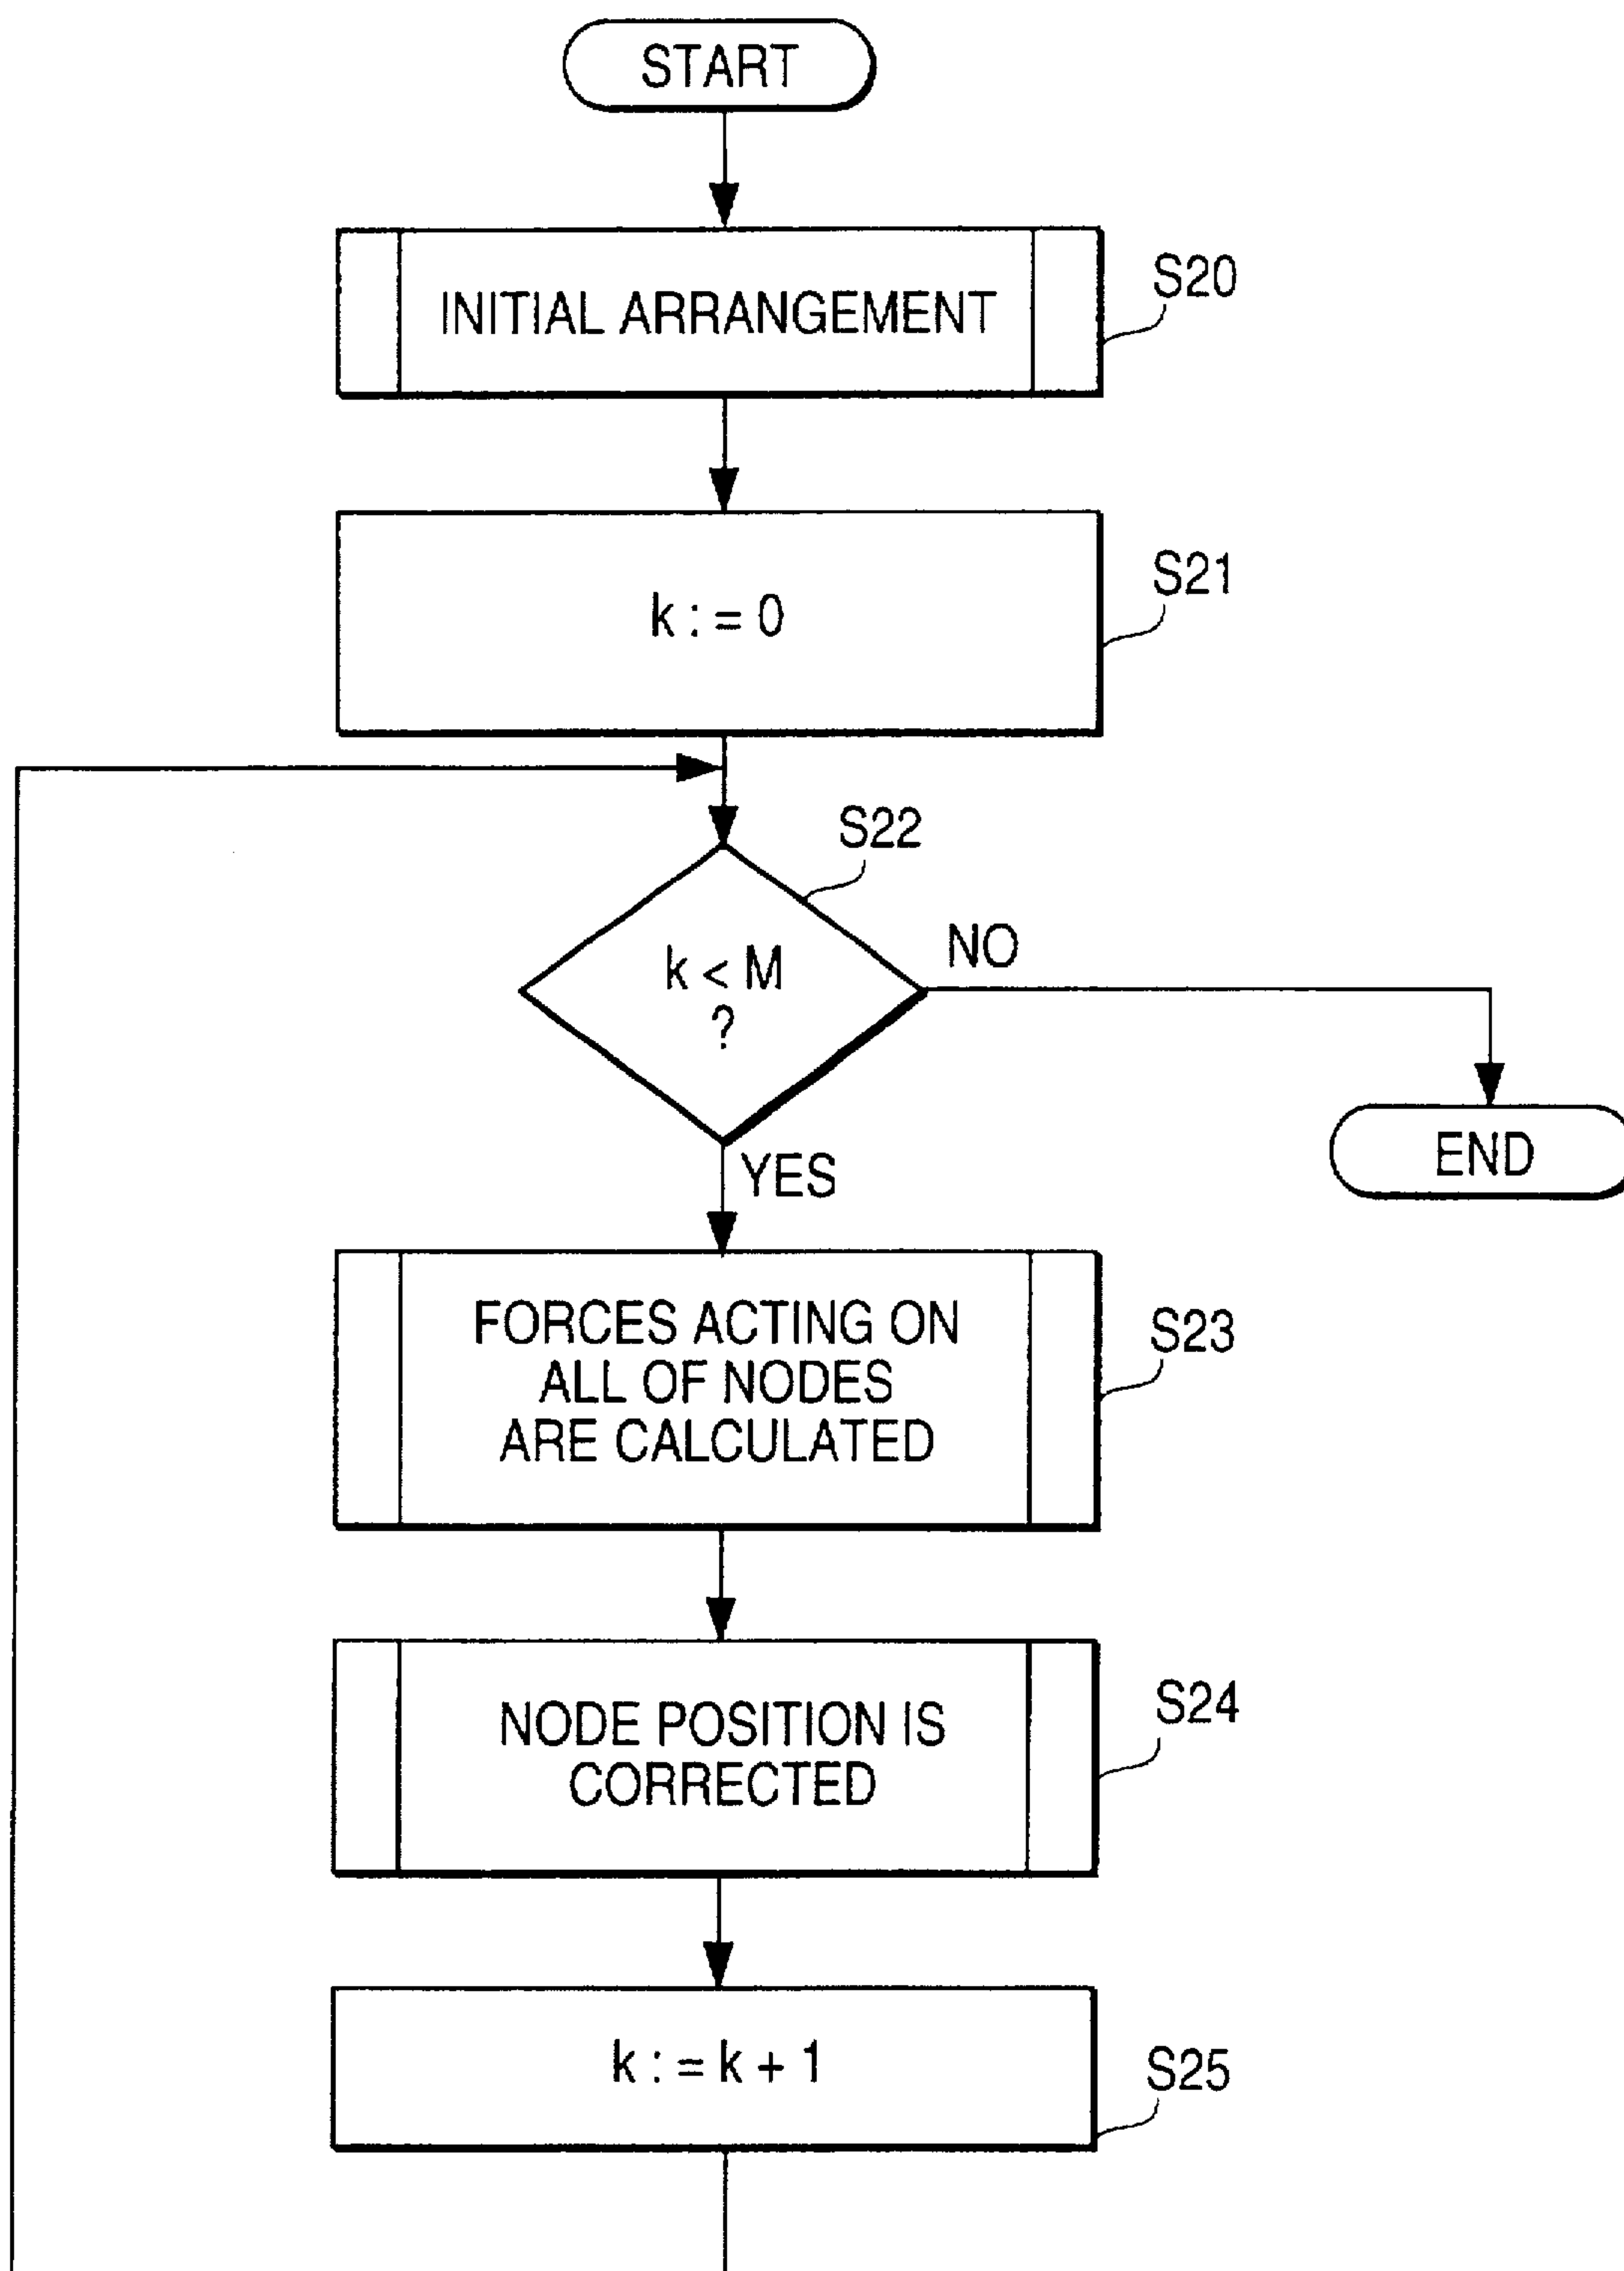 START
INITIAL ARRANGEMENT
S20
k : = 0
S21
S22
k < M
?
NO
YES
END
FORCES ACTING ON
ALL OF NODES
ARE CALCULATED
S23
NODE POSITION IS
CORRECTED
S24
k : = k + 1
S25